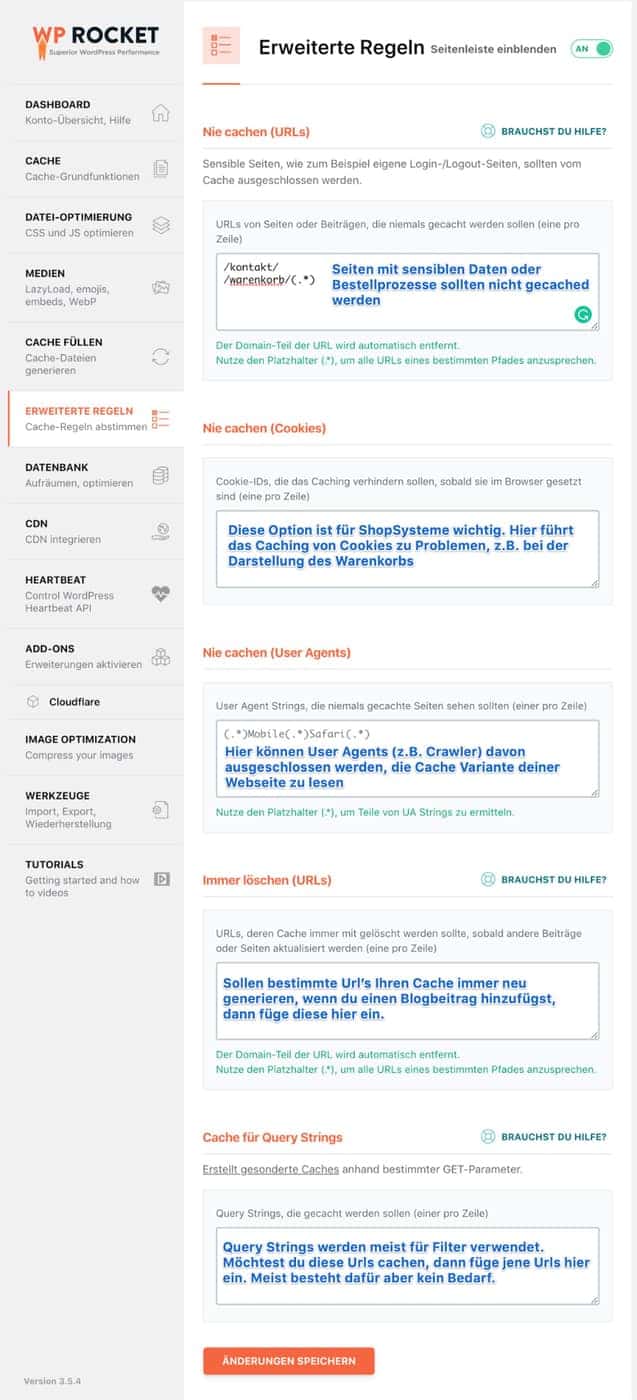 WP ROCKET
Superior WordPress Performance
DASHBOARD
Konto-Übersicht, Hilfe
CACHE
Cache-Grundfunktionen
DATEI-OPTIMIERUNG
CSS und JS optimieren
MEDIEN
LazyLoad, emojis,
embeds, WebP
CACHE FÜLLEN
Cache-Dateien
generieren
ERWEITERTE REGELN
Cache-Regeln abstimmen
DATENBANK
Aufräumen, optimieren
CDN
CDN integrieren
HEARTBEAT
Control WordPress
Heartbeat API
ADD-ONS
Erweiterungen aktivieren
Cloudflare
IMAGE OPTIMIZATION
Compress your images
WERKZEUGE
Import, Export,
Wiederherstellung
TUTORIALS
Getting started and how
to videos
Version 3.5.4
Erweiterte Regeln Seitenleiste einblenden AN
Nie cachen (URLs) BRAUCHST DU HILFE?
Sensible Seiten, wie zum Beispiel eigene Login-/Logout-Seiten, sollten vom
Cache ausgeschlossen werden.
URLs von Seiten oder Beiträgen, die niemals gecacht werden sollen (eine pro
Zeile)
/kontakt/
/warenkorb/(.*)
Seiten mit sensiblen Daten oder
Bestellprozesse sollten nicht gecached
werden
Der Domain-Teil der URL wird automatisch entfernt.
Nutze den Platzhalter (.*), um alle URLs eines bestimmten Pfades anzusprechen.
Nie cachen (Cookies)
Cookie-IDs, die das Caching verhindern sollen, sobald sie im Browser gesetzt
sind (eine pro Zeile)
Diese Option ist für ShopSysteme wichtig. Hier führt
das Caching von Cookies zu Problemen, z.B. bei der
Darstellung des Warenkorbs
Nie cachen (User Agents)
User Agent Strings, die niemals gecachte Seiten sehen sollten (einer pro Zeile)
(.*)Mobile(.*)Safari(.*)
Hier können User Agents (z.B. Crawler) davon
ausgeschlossen werden, die Cache Variante deiner
Webseite zu lesen
Nutze den Platzhalter (.*), um Teile von UA Strings zu ermitteln.
Immer löschen (URLs) BRAUCHST DU HILFE?
URLs, deren Cache immer mit gelöscht werden sollte, sobald andere Beiträge
oder Seiten aktualisiert werden (eine pro Zeile)
Sollen bestimmte Url's Ihren Cache immer neu
generieren, wenn du einen Blogbeitrag hinzufügst,
dann füge diese hier ein.
Der Domain-Teil der URL wird automatisch entfernt.
Nutze den Platzhalter (.*), um alle URLs eines bestimmten Pfades anzusprechen.
Cache für Query Strings BRAUCHST DU HILFE?
Erstellt gesonderte Caches anhand bestimmter GET-Parameter.
Query Strings, die gecacht werden sollen (einer pro Zeile)
Query Strings werden meist für Filter verwendet.
Möchtest du diese Urls cachen, dann füge jene Urls hier
ein. Meist besteht dafür aber kein Bedarf.
ÄNDERUNGEN SPEICHERN